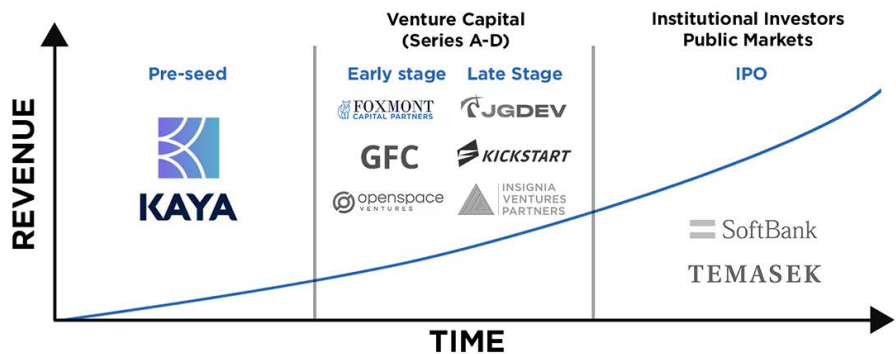 Venture Capital
(Series A-D)
Institutional Investors
Public Markets
Pre-seed
Early stage
Late Stage
IPO
REVENUE
KAYA
FOXMONT
CAPITAL PARTNERS
JGDEV
GFC
KICKSTART
openspace
VENTURES
INSIGNIA
VENTURES
PARTNERS
SoftBank
TEMASEK
TIME